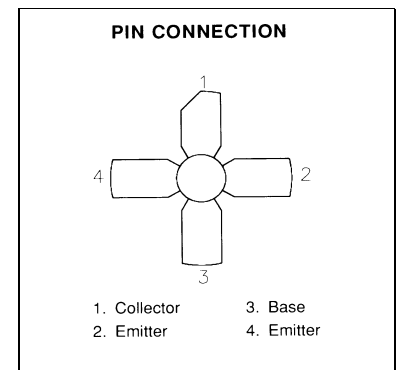 PIN CONNECTION
1
4
2
3
1. Collector
3. Base
2. Emitter
4. Emitter